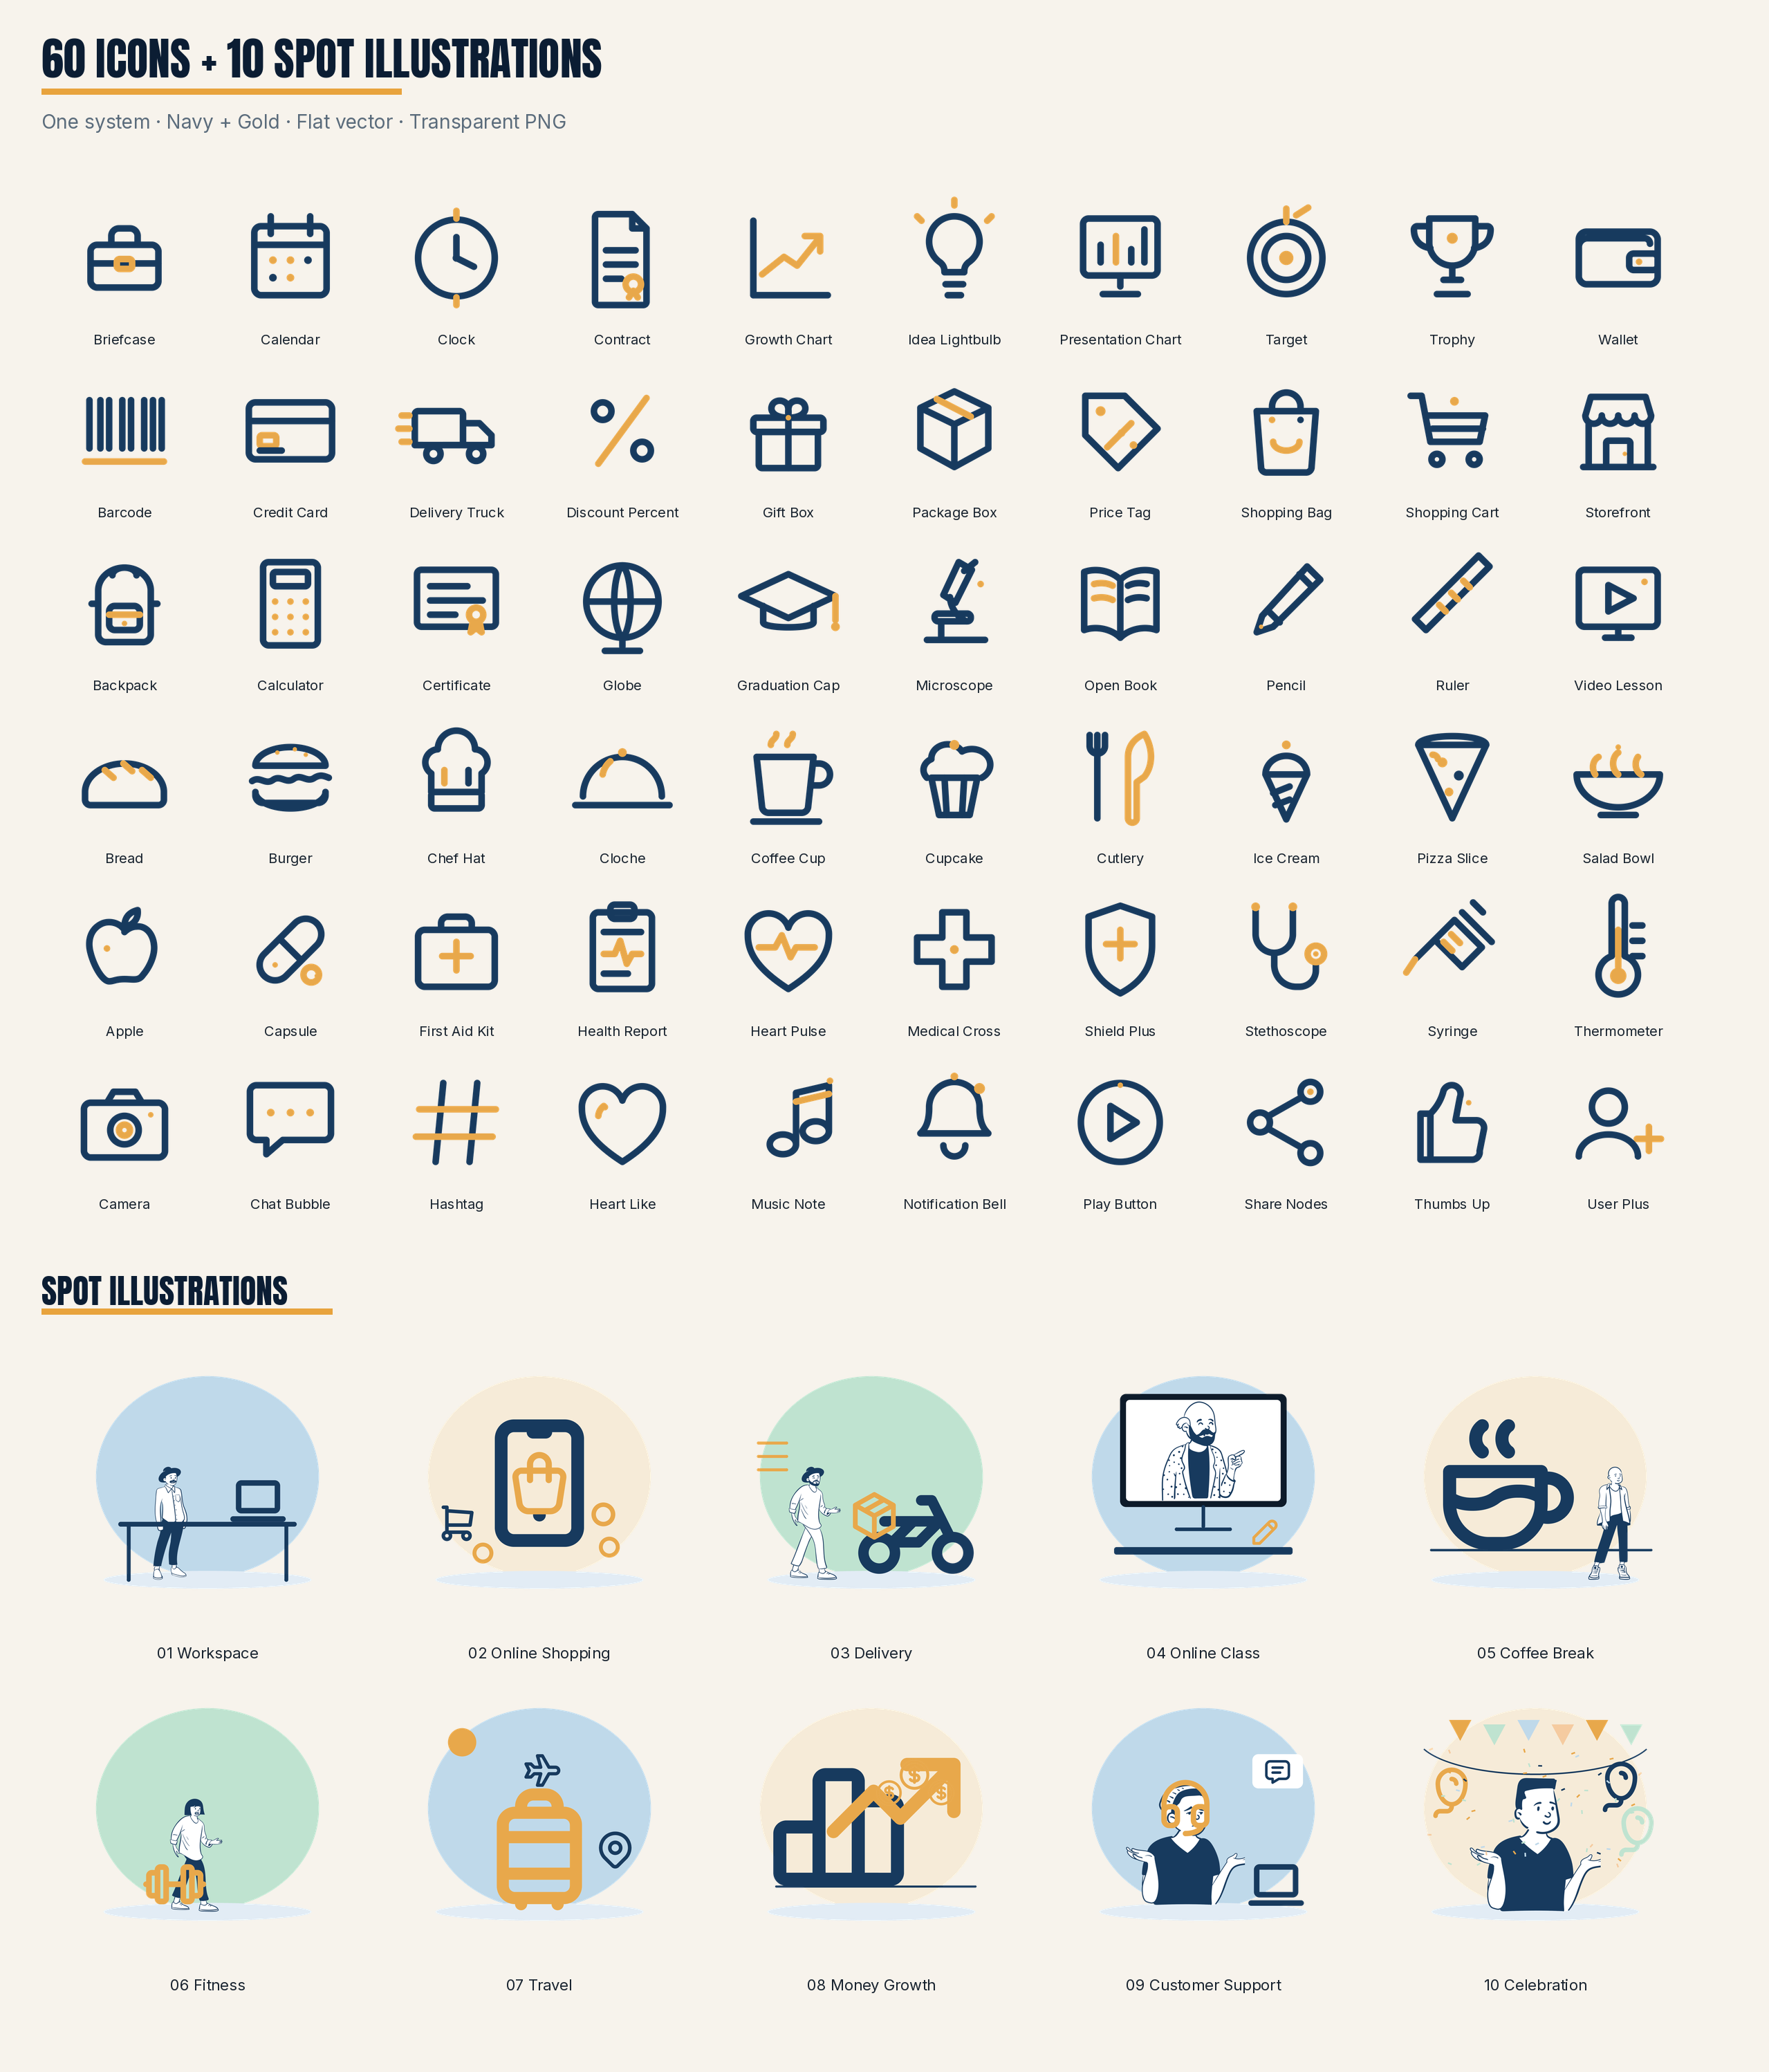 60 ICONS + 10 SPOT ILLUSTRATIONS
One system · Navy + Gold · Flat vector · Transparent PNG
Briefcase Calendar Clock Contract Growth Chart Idea Lightbulb Presentation Chart Target Trophy Wallet
Barcode Credit Card Delivery Truck Discount Percent Gift Box Package Box Price Tag Shopping Bag Shopping Cart Storefront
Backpack Calculator Certificate Globe Graduation Cap Microscope Open Book Pencil Ruler Video Lesson
Bread Burger Chef Hat Cloche Coffee Cup Cupcake Cutlery Ice Cream Pizza Slice Salad Bowl
Apple Capsule First Aid Kit Health Report Heart Pulse Medical Cross Shield Plus Stethoscope Syringe Thermometer
Camera Chat Bubble Hashtag Heart Like Music Note Notification Bell Play Button Share Nodes Thumbs Up User Plus
SPOT ILLUSTRATIONS
01 Workspace 02 Online Shopping 03 Delivery 04 Online Class 05 Coffee Break
$ $ $
06 Fitness 07 Travel 08 Money Growth 09 Customer Support 10 Celebration